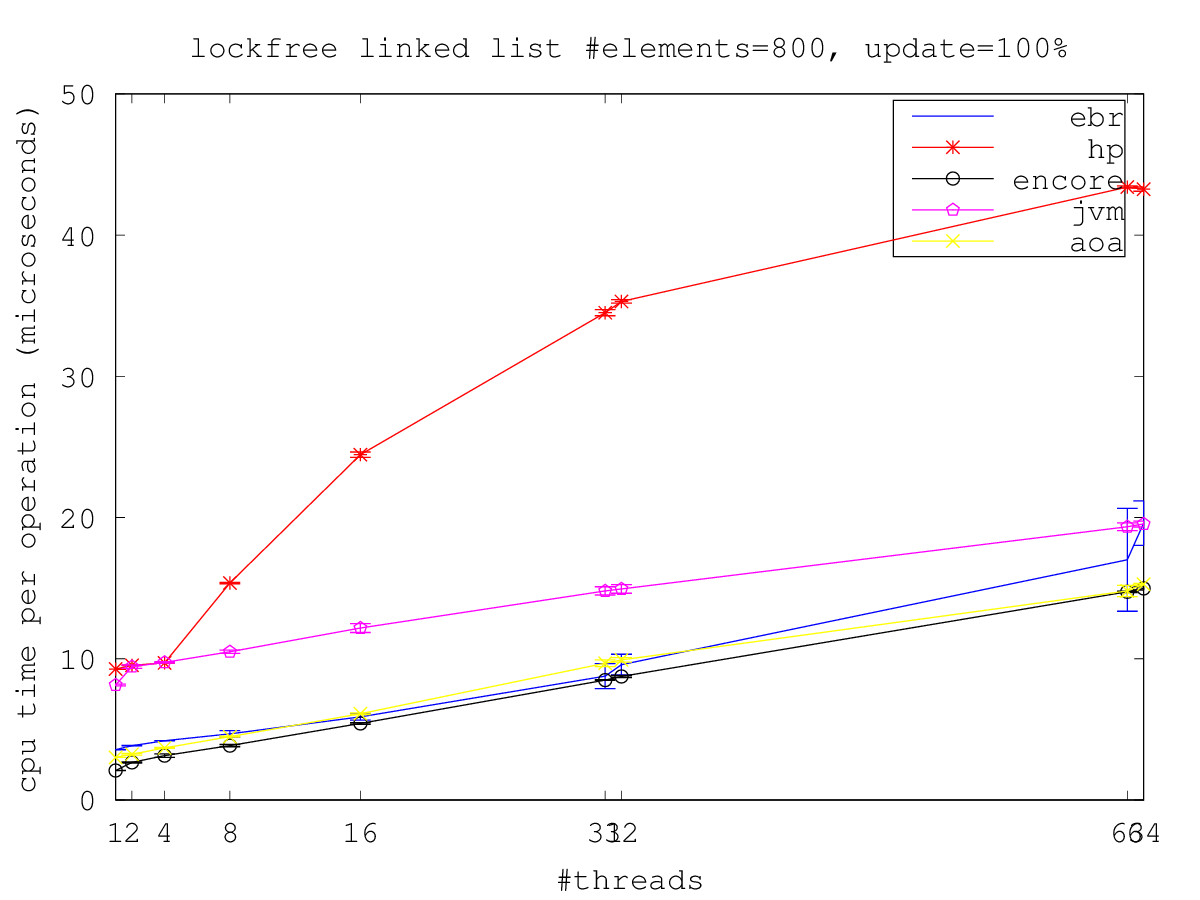 lockfree linked list #elements=800, update=100%
cpu time per operation (microseconds)
50
40
30
20
10
0
ebr
hp
encore
jvm
aoa
1 2 4 8 16 32 64
#threads